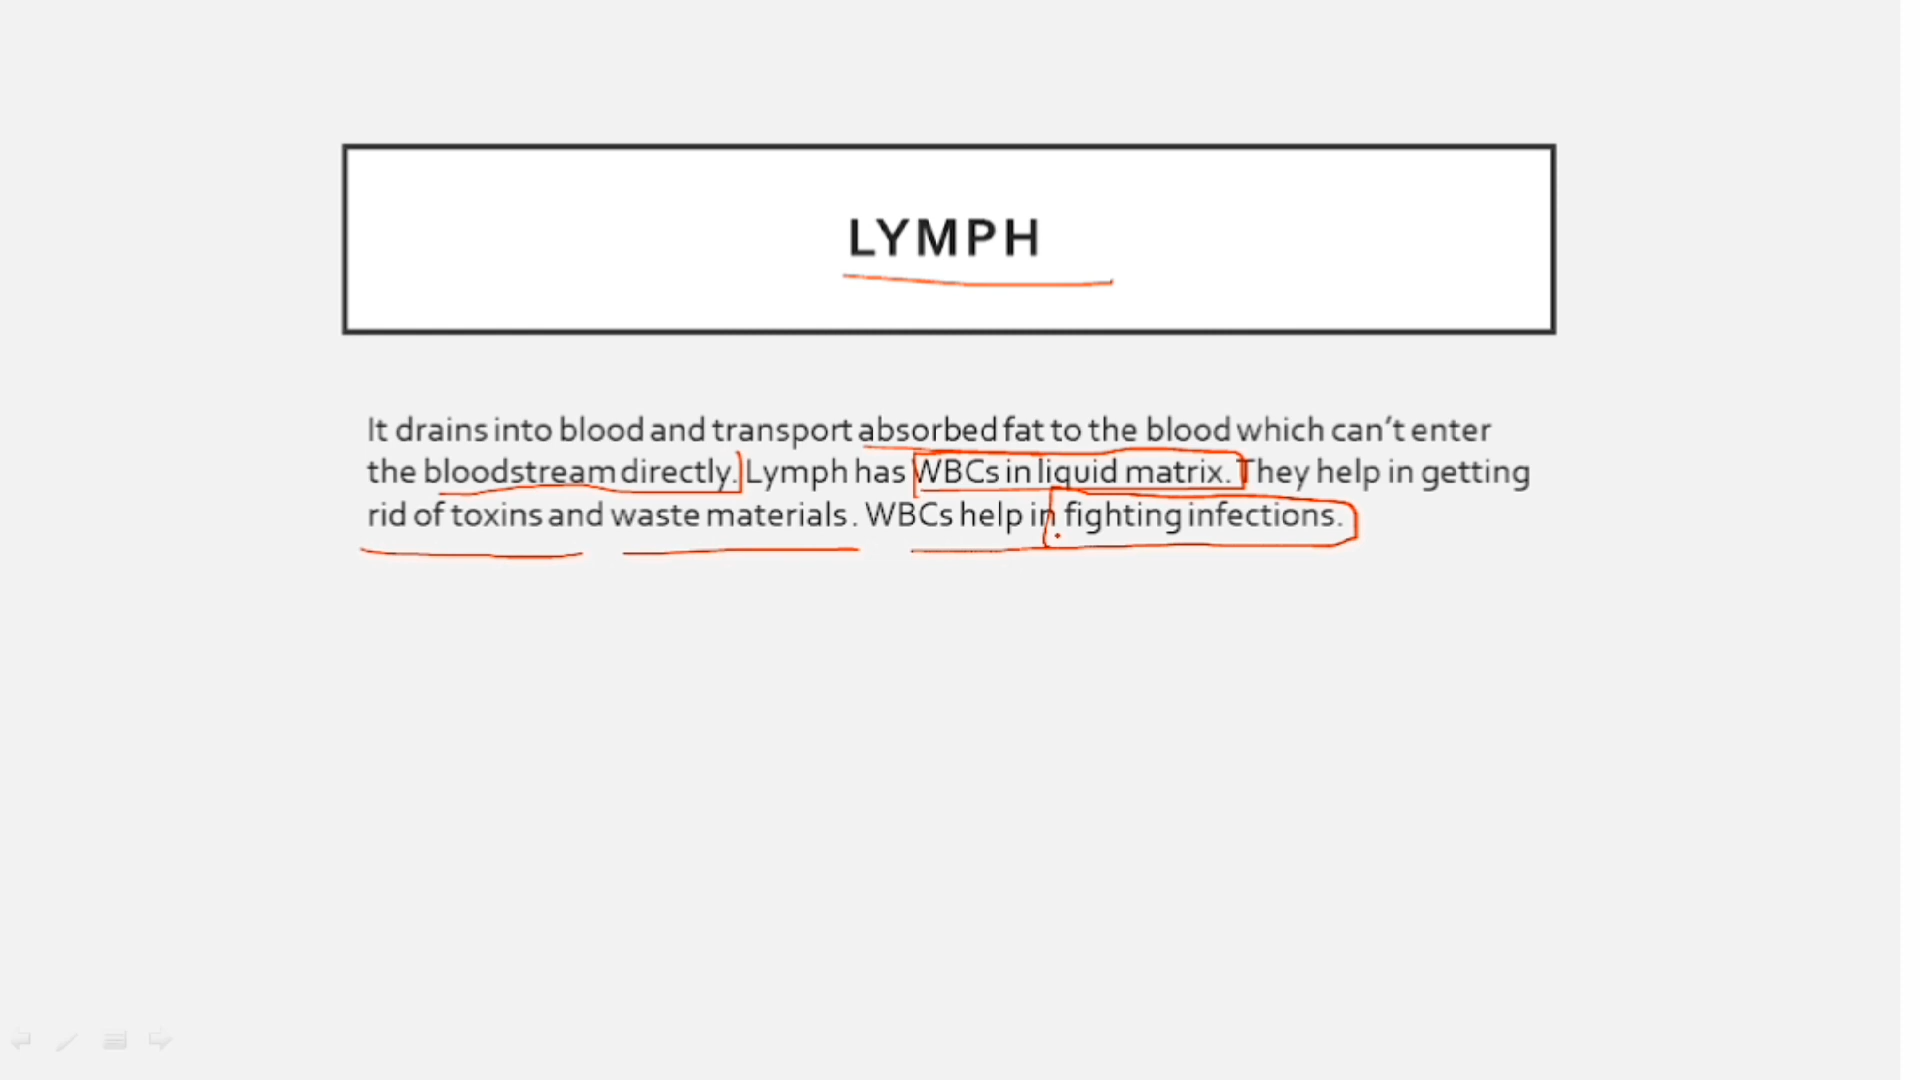 LYMPH
It drains into blood and transport absorbed fat to the blood which can't enter
the bloodstream directly. Lymph has WBCs in liquid matrix. They help in getting
rid of toxins and waste materials. WBCs help in fighting infections.